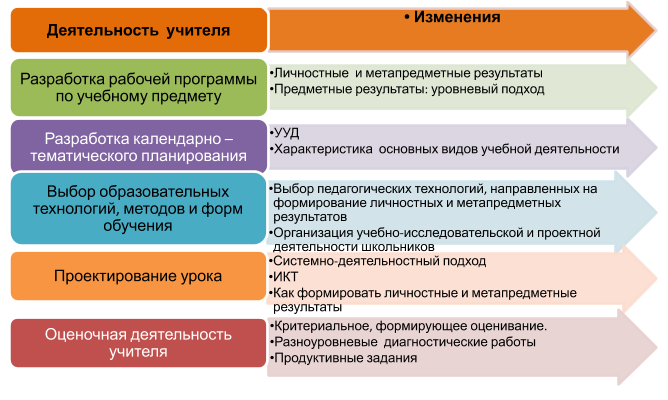 Деятельность учителя
• Изменения
Разработка рабочей программы
по учебному предмету
•Личностные и метапредметные результаты
•Предметные результаты: уровневый подход
Разработка календарно –
тематического планирования
•УУД
•Характеристика основных видов учебной деятельности
Выбор образовательных
технологий, методов и форм
обучения
•Выбор педагогических технологий, направленных на
формирование личностных и метапредметных
результатов
•Организация учебно-исследовательской и проектной
деятельности школьников
Проектирование урока
•Системно-деятельностный подход
•ИКТ
•Как формировать личностные и метапредметные
результаты
Оценочная деятельность
учителя
•Критериальное, формирующее оценивание.
•Разноуровневые диагностические работы
•Продуктивные задания